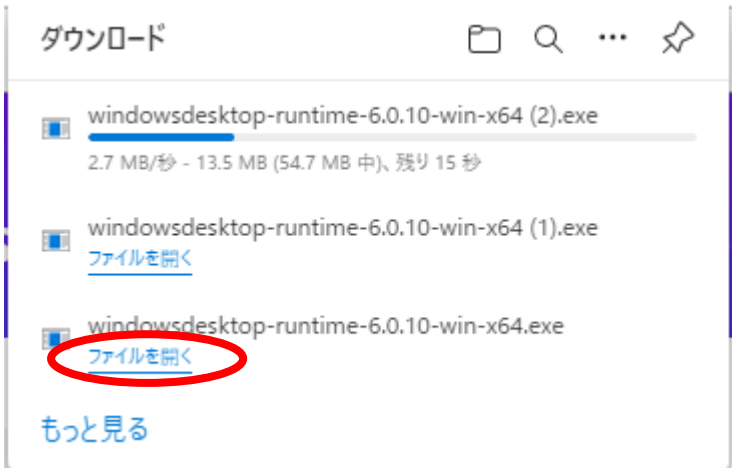 ダウンロード
windowsdesktop-runtime-6.0.10-win-x64 (2).exe
2.7 MB/秒 - 13.5 MB (54.7 MB 中)、残り 15 秒
windowsdesktop-runtime-6.0.10-win-x64 (1).exe
ファイルを開く
windowsdesktop-runtime-6.0.10-win-x64.exe
ファイルを開く
もっと見る